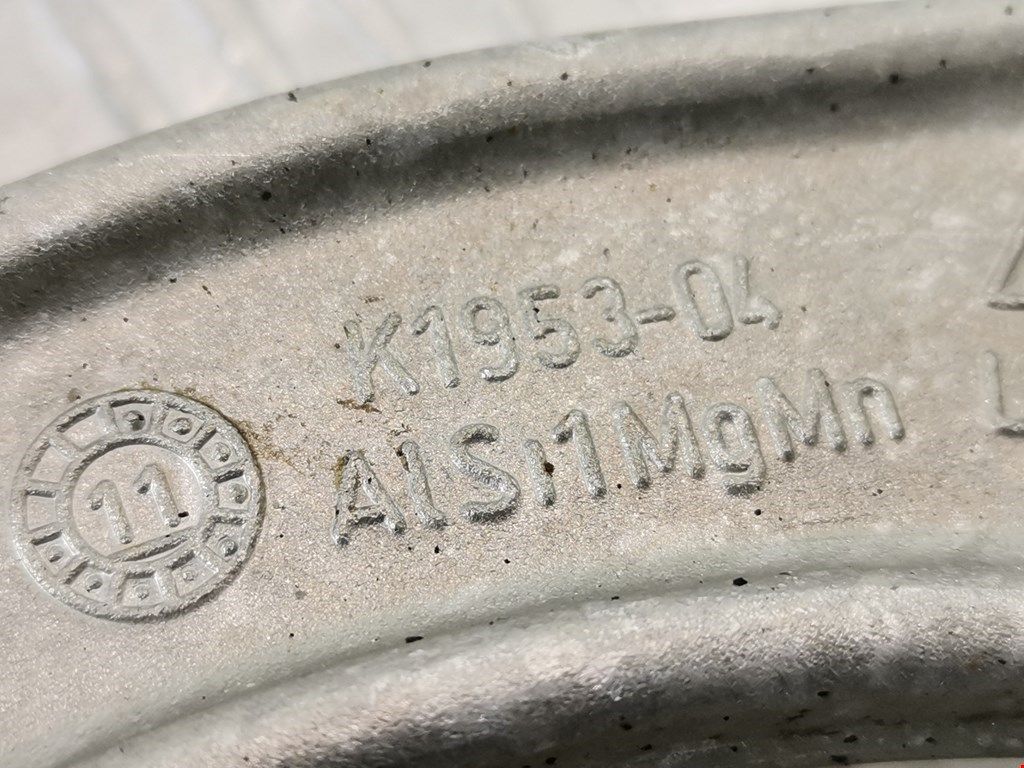 K1953-04
AlSi1MgMn
11
L